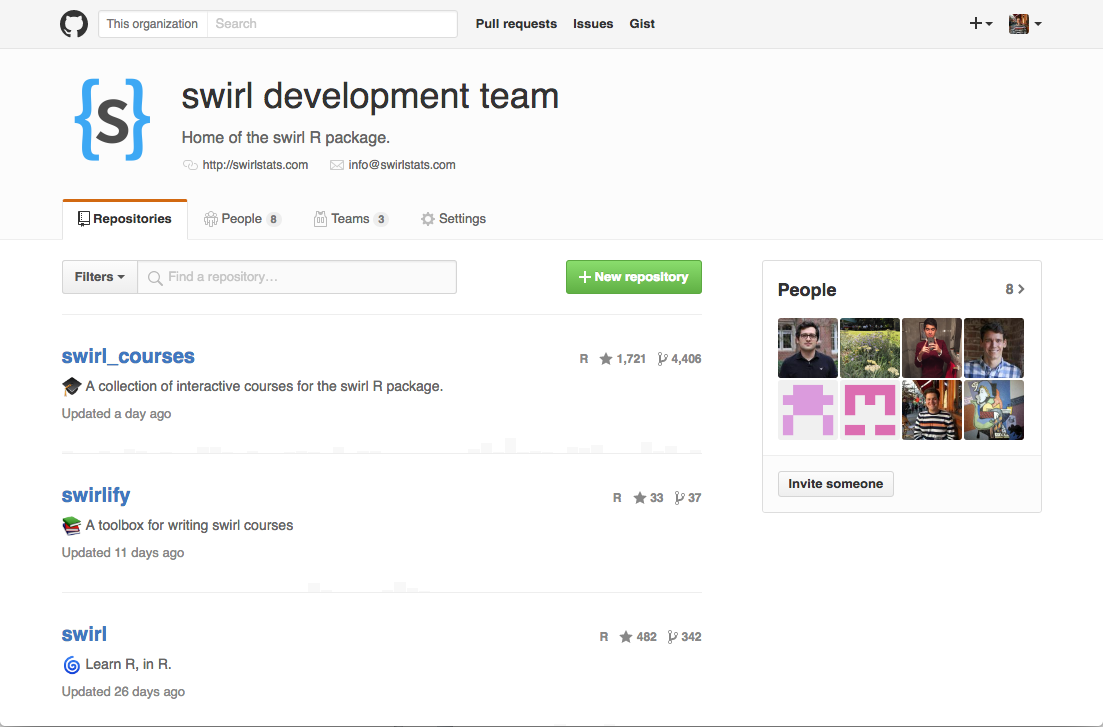 This organization Search Pull requests Issues Gist
{S}
swirl development team
Home of the swirl R package.
http://swirlstats.com info@swirlstats.com
Repositories People 8 Teams 3 Settings
Filters Find a repository... New repository
People 8
swirl_courses R 1,721 4,406
A collection of interactive courses for the swirl R package.
Updated a day ago
Invite someone
swirlify R 33 37
A toolbox for writing swirl courses
Updated 11 days ago
swirl R 482 342
Learn R, in R.
Updated 26 days ago